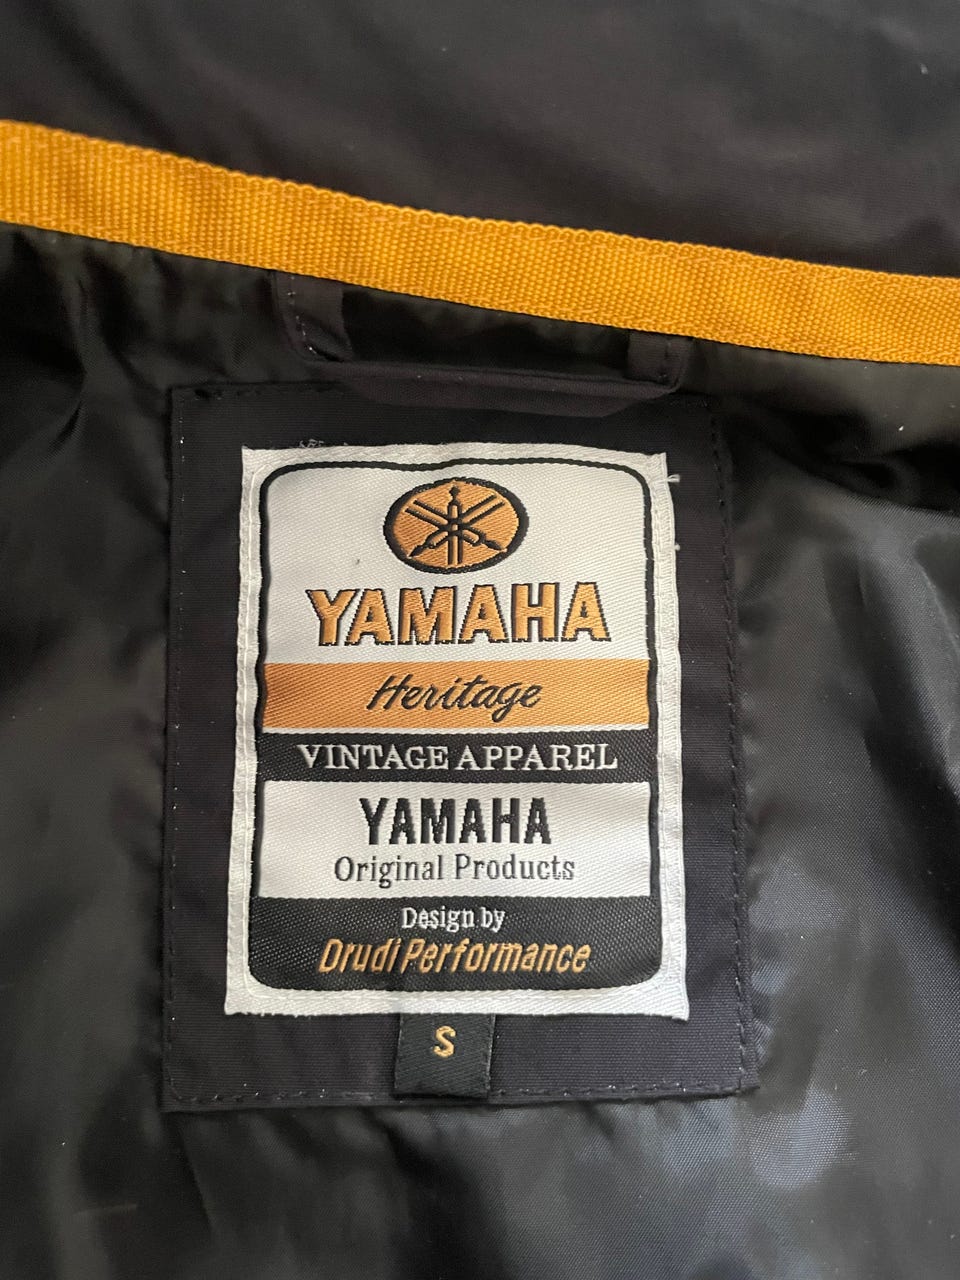 YAMAHA
Heritage
VINTAGE APPAREL
YAMAHA
Original Products
Design by
Drudi Performance
S